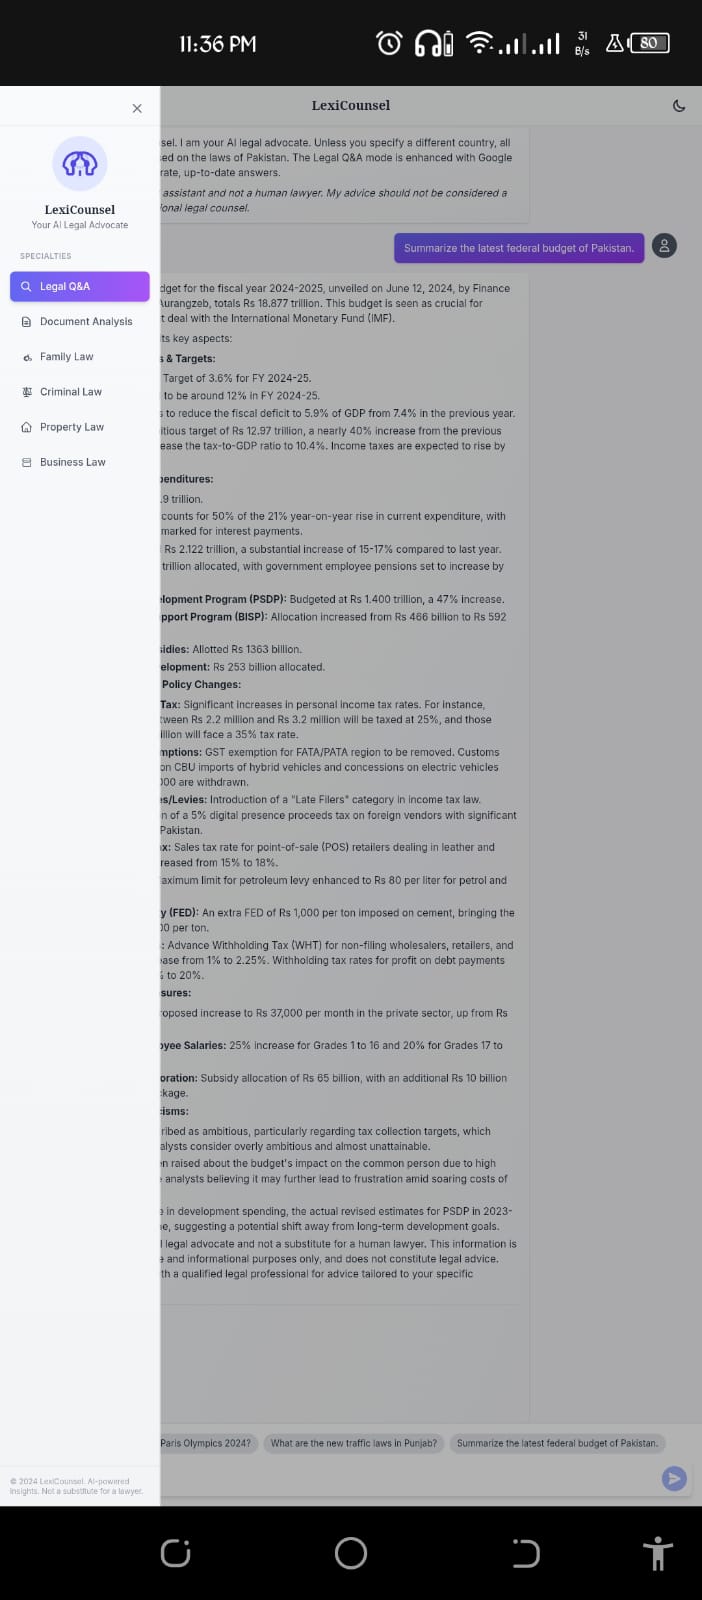 11:36 PM
31
B/s
80
LexiCounsel
LexiCounsel
Your AI Legal Advocate
SPECIALTIES
Legal Q&A
Document Analysis
Family Law
Criminal Law
Property Law
Business Law
© 2024 LexiCounsel. AI-powered
Insights. Not a substitute for a lawyer.
sel. I am your AI legal advocate. Unless you specify a different country, all
ed on the laws of Pakistan. The Legal Q&A mode is enhanced with Google
rate, up-to-date answers.
assistant and not a human lawyer. My advice should not be considered a
ional legal counsel.
Summarize the latest federal budget of Pakistan.
dget for the fiscal year 2024-2025, unveiled on June 12, 2024, by Finance
Aurangzeb, totals Rs 18.877 trillion. This budget is seen as crucial for
t deal with the International Monetary Fund (IMF).
its key aspects:
s & Targets:
Target of 3.6% for FY 2024-25.
to be around 12% in FY 2024-25.
s to reduce the fiscal deficit to 5.9% of GDP from 7.4% in the previous year.
itious target of Rs 12.97 trillion, a nearly 40% increase from the previous
ease the tax-to-GDP ratio to 10.4%. Income taxes are expected to rise by
penditures:
.9 trillion.
counts for 50% of the 21% year-on-year rise in current expenditure, with
marked for interest payments.
Rs 2.122 trillion, a substantial increase of 15-17% compared to last year.
trillion allocated, with government employee pensions set to increase by
elopment Program (PSDP): Budgeted at Rs 1.400 trillion, a 47% increase.
pport Program (BISP): Allocation increased from Rs 466 billion to Rs 592
sidies: Allotted Rs 1363 billion.
elopment: Rs 253 billion allocated.
Policy Changes:
Tax: Significant increases in personal income tax rates. For instance,
tween Rs 2.2 million and Rs 3.2 million will be taxed at 25%, and those
illion will face a 35% tax rate.
mptions: GST exemption for FATA/PATA region to be removed. Customs
on CBU imports of hybrid vehicles and concessions on electric vehicles
000 are withdrawn.
es/Levies: Introduction of a "Late Filers" category in income tax law.
n of a 5% digital presence proceeds tax on foreign vendors with significant
Pakistan.
ax: Sales tax rate for point-of-sale (POS) retailers dealing in leather and
reased from 15% to 18%.
aximum limit for petroleum levy enhanced to Rs 80 per liter for petrol and
y (FED): An extra FED of Rs 1,000 per ton imposed on cement, bringing the
00 per ton.
: Advance Withholding Tax (WHT) for non-filing wholesalers, retailers, and
ease from 1% to 2.25%. Withholding tax rates for profit on debt payments
% to 20%.
sures:
roposed increase to Rs 37,000 per month in the private sector, up from Rs
oyee Salaries: 25% increase for Grades 1 to 16 and 20% for Grades 17 to
oration: Subsidy allocation of Rs 65 billion, with an additional Rs 10 billion
ckage.
cisms:
ribed as ambitious, particularly regarding tax collection targets, which
alysts consider overly ambitious and almost unattainable.
en raised about the budget's impact on the common person due to high
e analysts believing it may further lead to frustration amid soaring costs of
e in development spending, the actual revised estimates for PSDP in 2023-
ne, suggesting a potential shift away from long-term development goals.
l legal advocate and not a substitute for a human lawyer. This information is
e and informational purposes only, and does not constitute legal advice.
th a qualified legal professional for advice tailored to your specific
Paris Olympics 2024?
What are the new traffic laws in Punjab?
Summarize the latest federal budget of Pakistan.